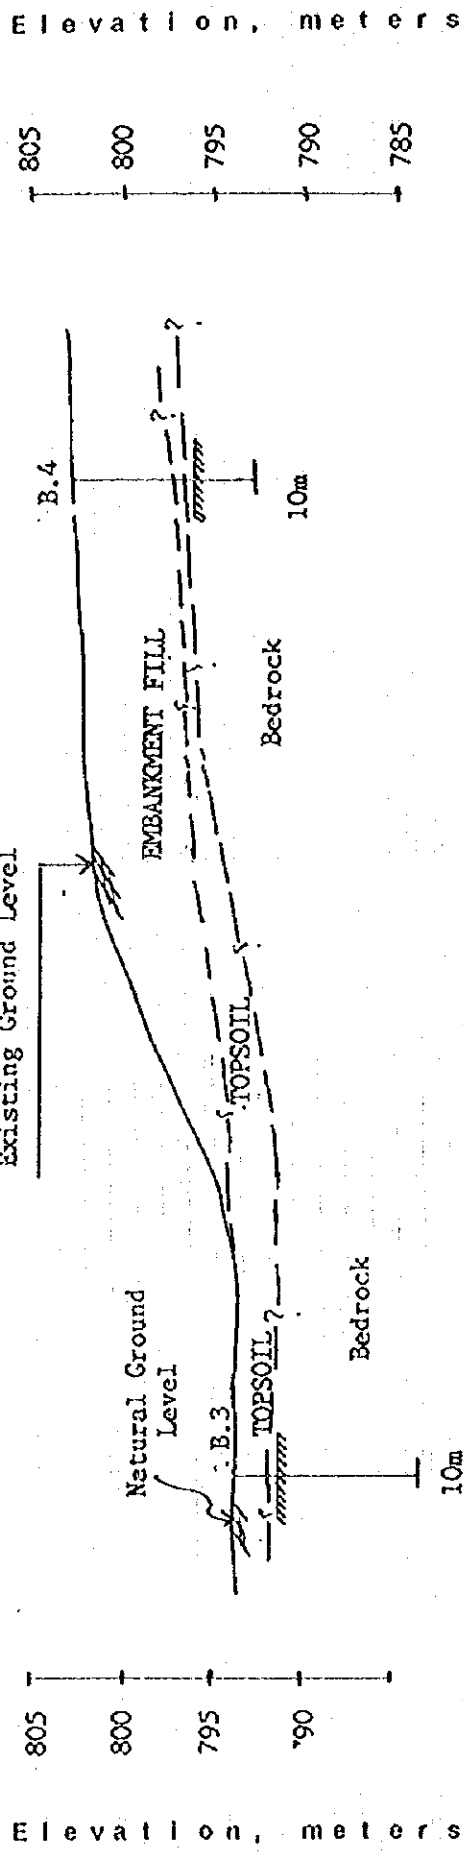 Elevation, meters
805
800
795
790
785
B.4
10m
EMBANKMENT FILL
Bedrock
?
?
Existing Ground Level
TOPSOIL
Natural Ground
Level
B.3
TOPSOIL
?
Bedrock
10m
805
800
795
790
Elevation, meters